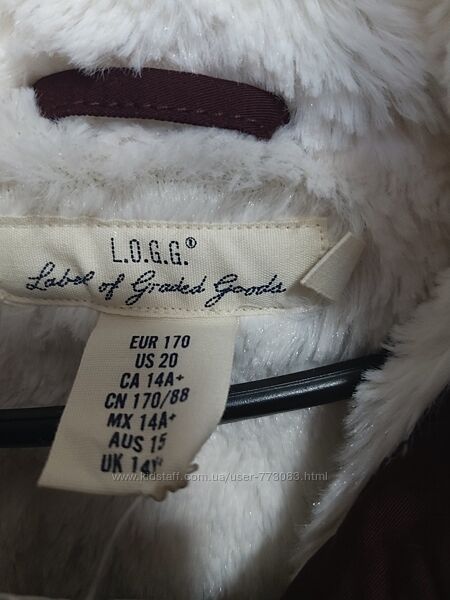 L.O.G.G.®
Label of Graded Goods
EUR 170
US 20
CA 14A+
CN 170/88
MX 14A+
AUS 15
UK 14Y+
www.kidstaff.com.ua/user-773083.html